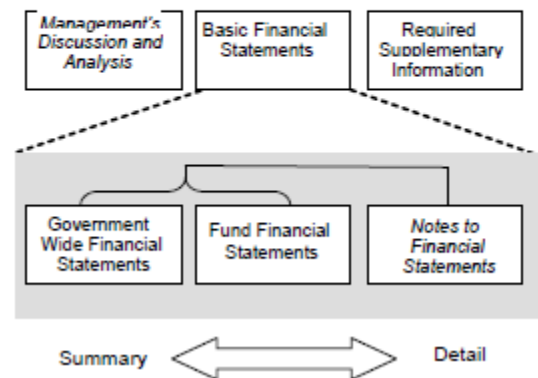 Management's
Discussion and
Analysis
Basic Financial
Statements
Required
Supplementary
Information
Government
Wide Financial
Statements
Fund Financial
Statements
Notes to
Financial
Statements
Summary
Detail